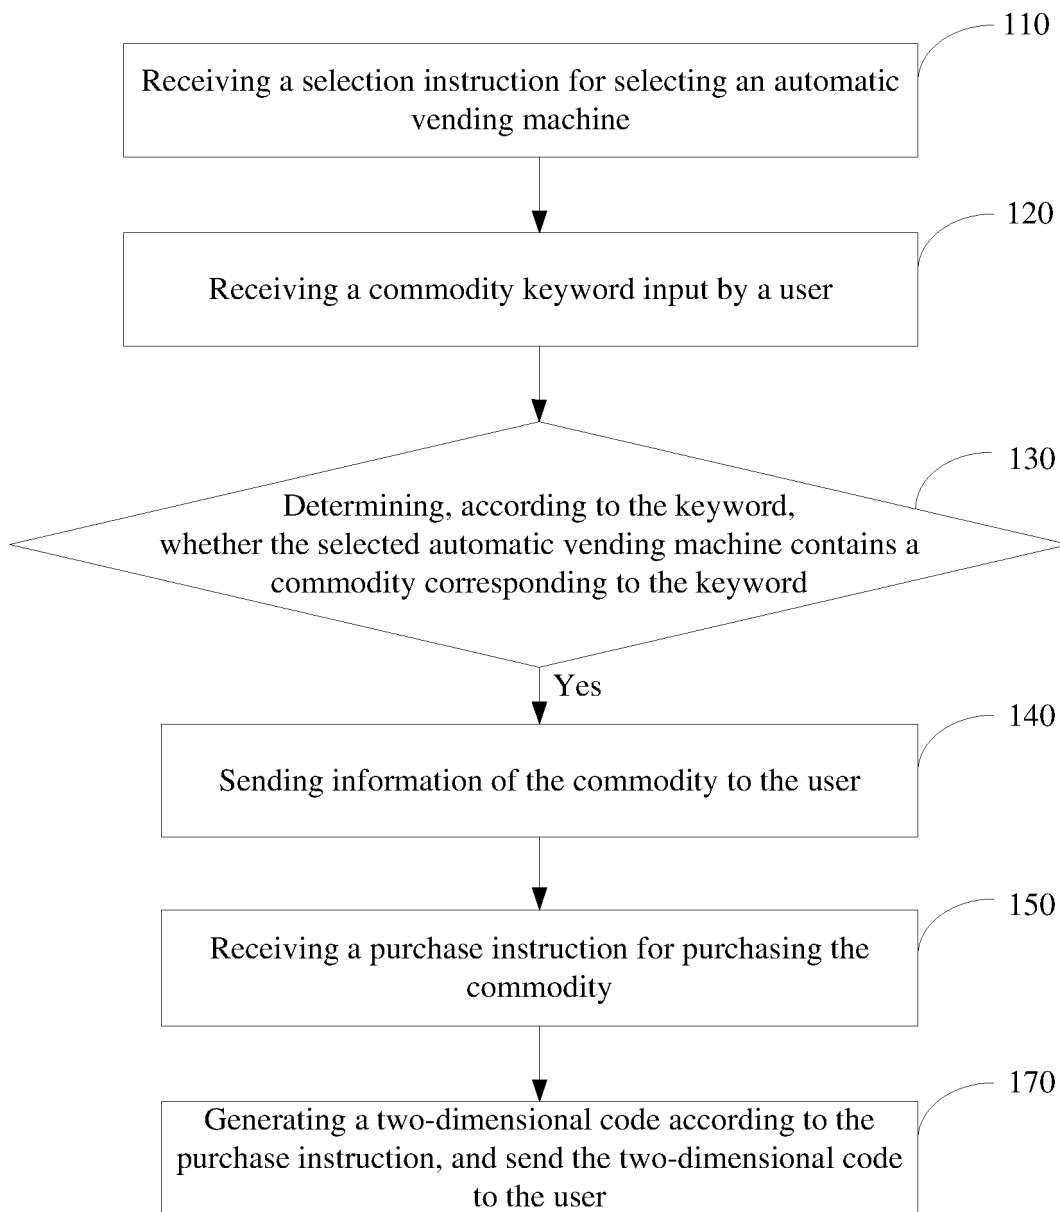 110
Receiving a selection instruction for selecting an automatic
vending machine
120
Receiving a commodity keyword input by a user
130
Determining, according to the keyword,
whether the selected automatic vending machine contains a
commodity corresponding to the keyword
Yes
140
Sending information of the commodity to the user
150
Receiving a purchase instruction for purchasing the
commodity
170
Generating a two-dimensional code according to the
purchase instruction, and send the two-dimensional code
to the user